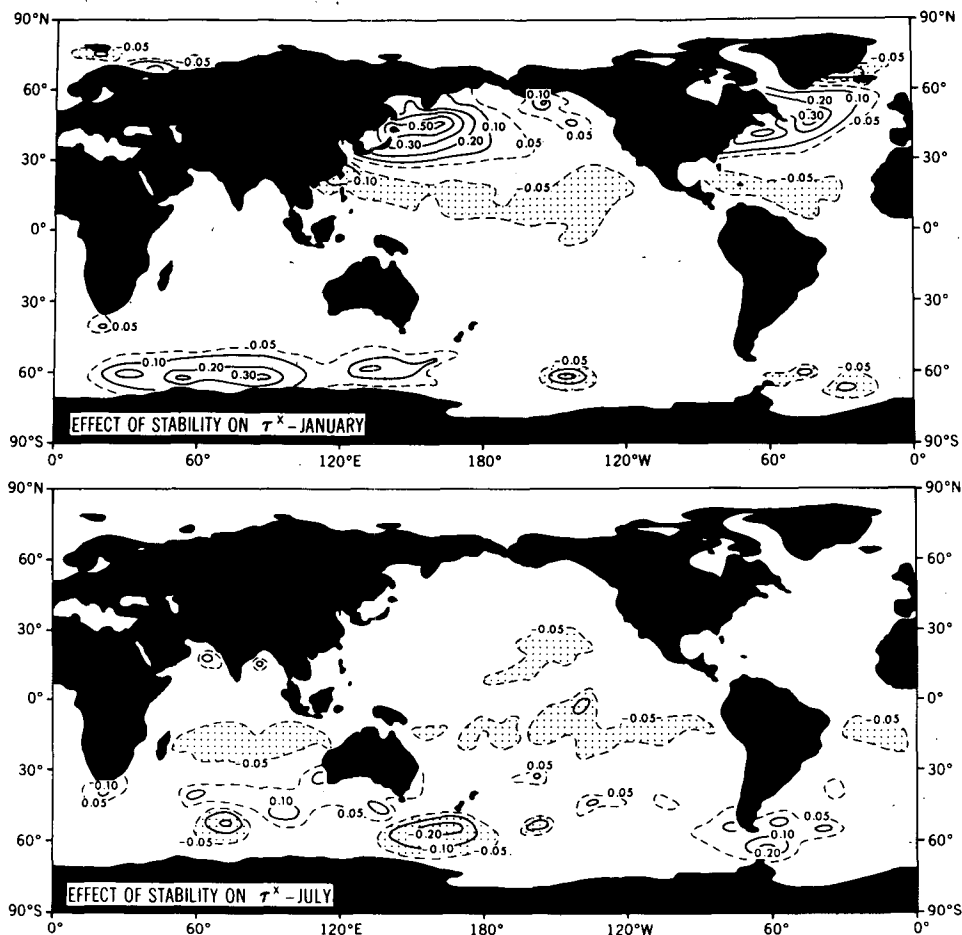 90°N 90°N
-0.05 -0.05 -0.05
60° 0.10 0.20 0.10 60°
0.50 0.10 0.05 0.30 0.05
0.30 0.20 0.05
30° 30°
0.10 -0.05 -0.05
0° 0°
30° 30°
0.05
-0.05
0.10 0.20 0.30 -0.05 -0.05
60° 60°
EFFECT OF STABILITY ON τˣ-JANUARY
90°S 90°S
0° 60° 120°E 180° 120°W 60° 0°
90°N 90°N
60° 60°
30° -0.05 30°
0° 0°
-0.05 -0.05
-0.05
30° 0.05 30°
0.10 0.05 0.10 0.05 0.05 0.05
60° -0.05 -0.20 0.10 -0.05 0.10 0.20 60°
EFFECT OF STABILITY ON τˣ-JULY
90°S 90°S
0° 60° 120°E 180° 120°W 60° 0°